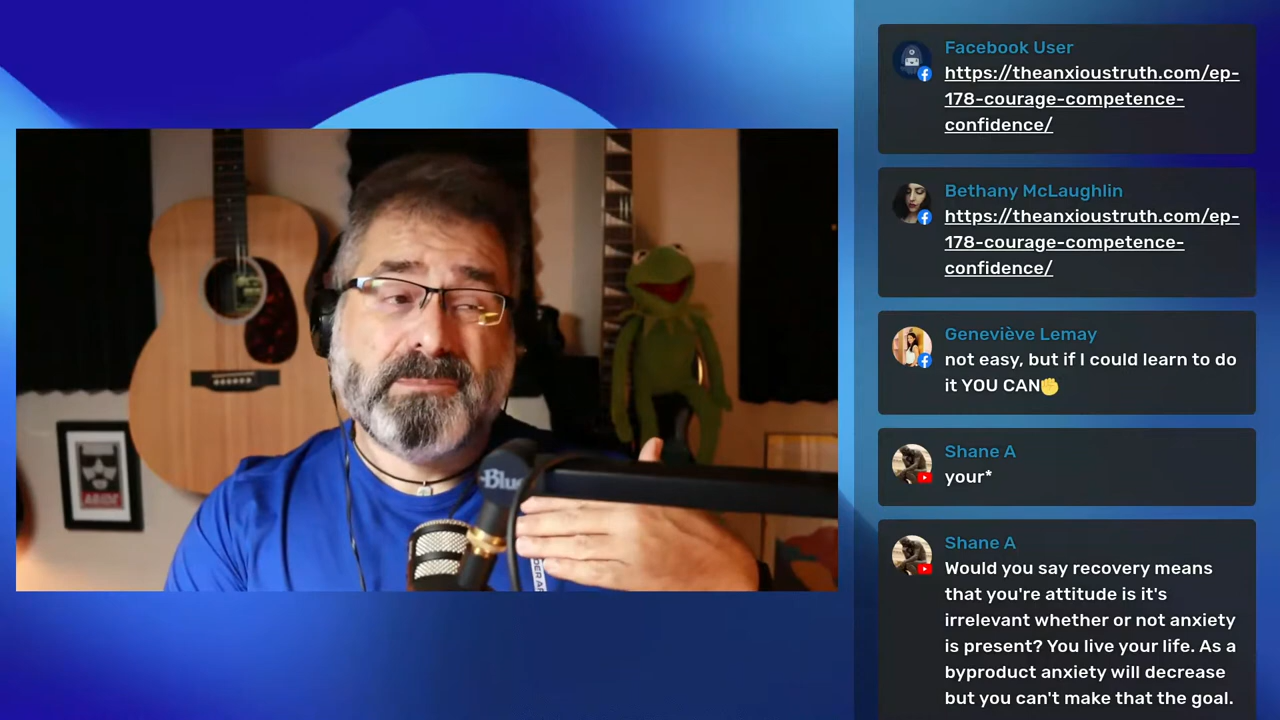 ABIDE
Blue
Facebook User
https://theanxioustruth.com/ep-
178-courage-competence-
confidence/
Bethany McLaughlin
https://theanxioustruth.com/ep-
178-courage-competence-
confidence/
Geneviève Lemay
not easy, but if I could learn to do
it YOU CAN✊
Shane A
your*
Shane A
Would you say recovery means
that you're attitude is it's
irrelevant whether or not anxiety
is present? You live your life. As a
byproduct anxiety will decrease
but you can't make that the goal.